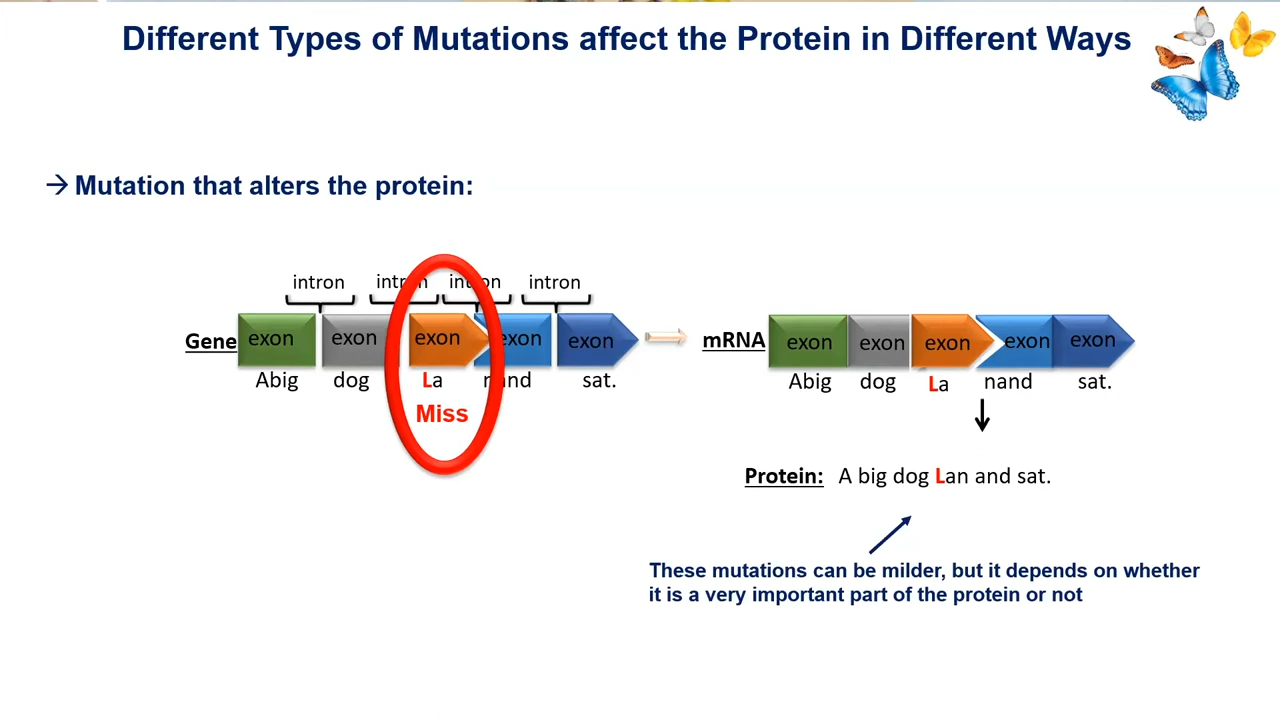 Different Types of Mutations affect the Protein in Different Ways
→ Mutation that alters the protein:
intron intron intron intron
Gene exon exon exon exon exon
Abig dog La nand sat.
Miss
mRNA exon exon exon exon exon
Abig dog La nand sat.
Protein: A big dog Lan and sat.
These mutations can be milder, but it depends on whether
it is a very important part of the protein or not